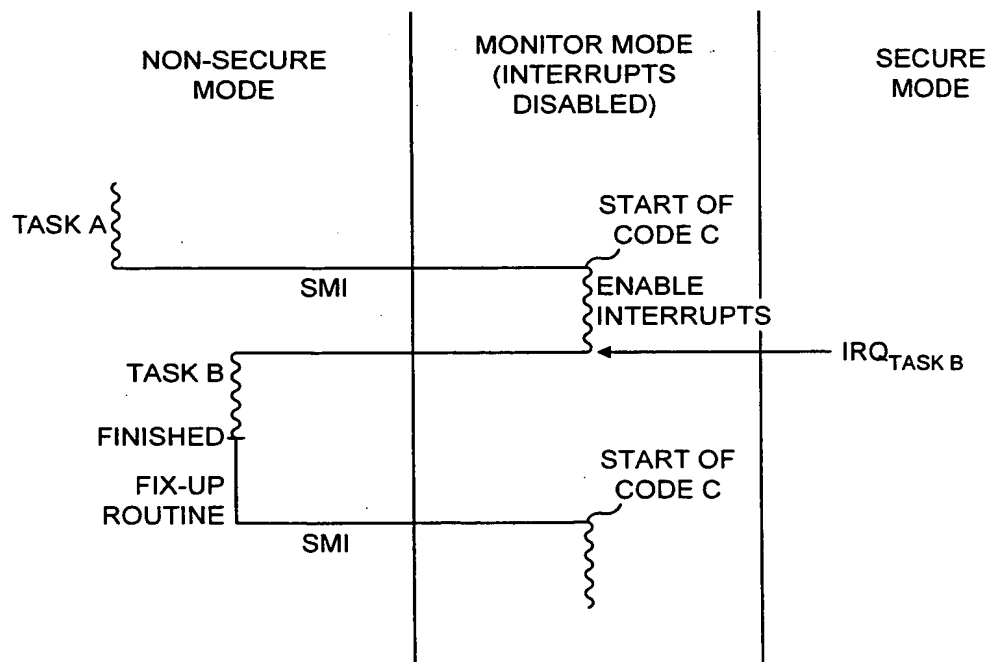 NON-SECURE
MODE
MONITOR MODE
(INTERRUPTS
DISABLED)
SECURE
MODE
TASK A
START OF
CODE C
SMI
ENABLE
INTERRUPTS
IRQTASK B
TASK B
FINISHED
FIX-UP
ROUTINE
START OF
CODE C
SMI